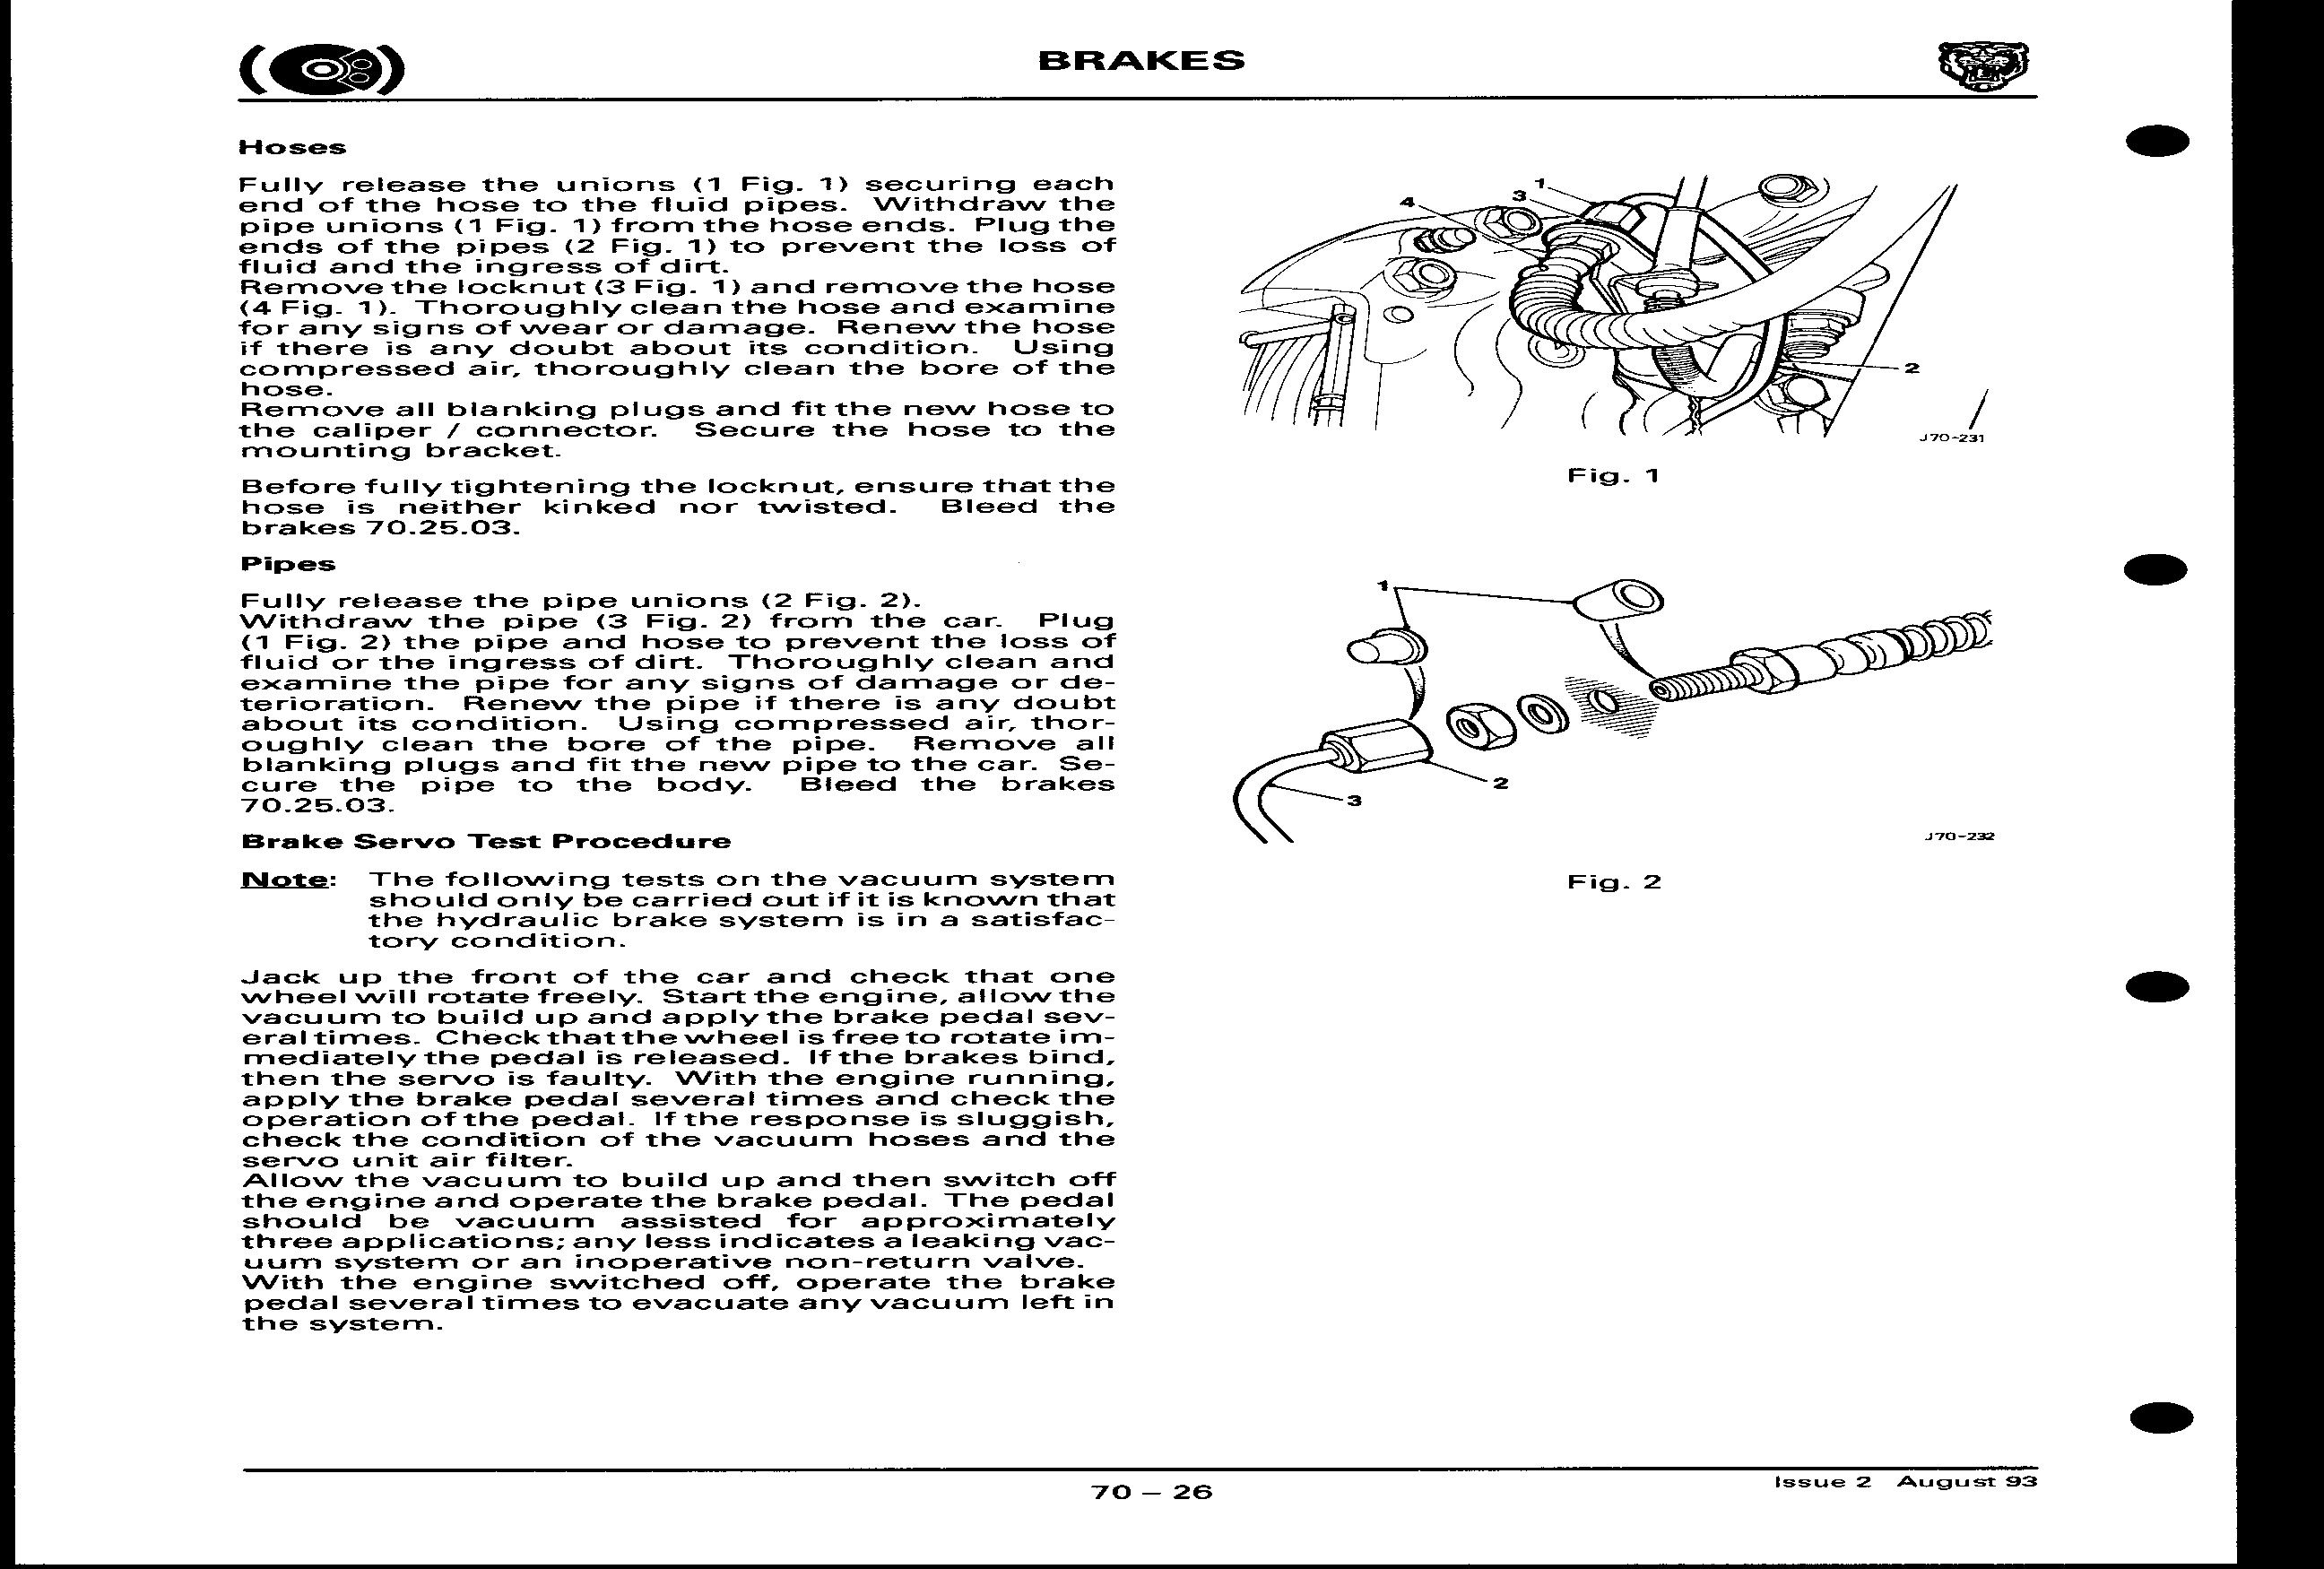 BRAKES
Hoses
Fully release the unions (1 Fig. 1) securing each
end of the hose to the fluid pipes. Withdraw the
pipe unions (1 Fig. 1) from the hose ends. Plug the
ends of the pipes (2 Fig. 1) to prevent the loss of
fluid and the ingress of dirt.
Remove the locknut (3 Fig. 1) and remove the hose
(4 Fig. 1). Thoroughly clean the hose and examine
for any signs of wear or damage. Renew the hose
if there is any doubt about its condition. Using
compressed air, thoroughly clean the bore of the
hose.
Remove all blanking plugs and fit the new hose to
the caliper / connector. Secure the hose to the
mounting bracket.
Before fully tightening the locknut, ensure that the
hose is neither kinked nor twisted. Bleed the
brakes 70.25.03.
Pipes
Fully release the pipe unions (2 Fig. 2).
Withdraw the pipe (3 Fig. 2) from the car. Plug
(1 Fig. 2) the pipe and hose to prevent the loss of
fluid or the ingress of dirt. Thoroughly clean and
examine the pipe for any signs of damage or de-
terioration. Renew the pipe if there is any doubt
about its condition. Using compressed air, thor-
oughly clean the bore of the pipe. Remove all
blanking plugs and fit the new pipe to the car. Se-
cure the pipe to the body. Bleed the brakes
70.25.03.
Brake Servo Test Procedure
Note: The following tests on the vacuum system
should only be carried out if it is known that
the hydraulic brake system is in a satisfac-
tory condition.
Jack up the front of the car and check that one
wheel will rotate freely. Start the engine, allow the
vacuum to build up and apply the brake pedal sev-
eral times. Check that the wheel is free to rotate im-
mediately the pedal is released. If the brakes bind,
then the servo is faulty. With the engine running,
apply the brake pedal several times and check the
operation of the pedal. If the response is sluggish,
check the condition of the vacuum hoses and the
servo unit air filter.
Allow the vacuum to build up and then switch off
the engine and operate the brake pedal. The pedal
should be vacuum assisted for approximately
three applications; any less indicates a leaking vac-
uum system or an inoperative non-return valve.
With the engine switched off, operate the brake
pedal several times to evacuate any vacuum left in
the system.
1
3
4
2
J70-231
Fig. 1
1
2
3
J70-232
Fig. 2
70 – 26
Issue 2 August 93